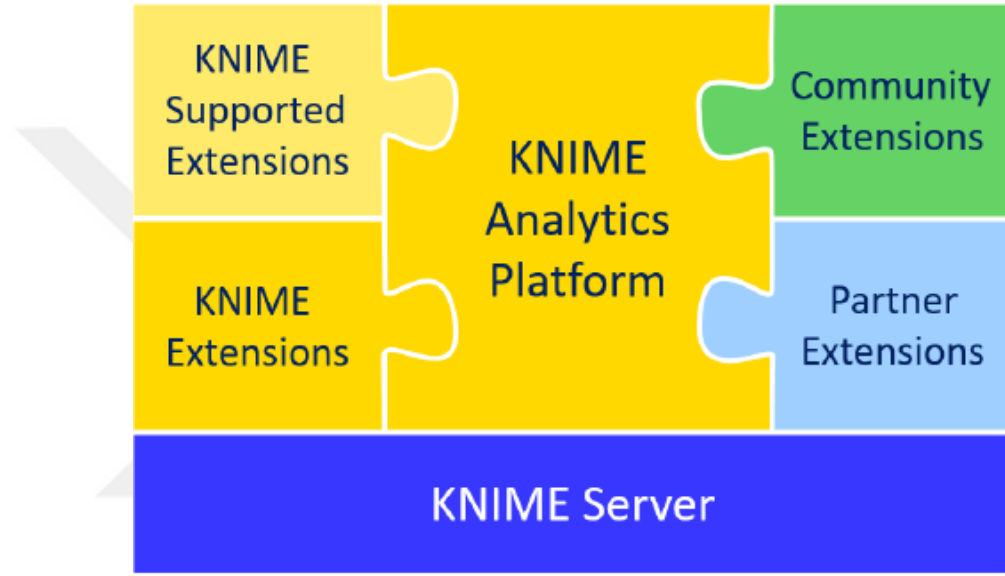 KNIME
Supported
Extensions
KNIME
Analytics
Platform
Community
Extensions
KNIME
Extensions
Partner
Extensions
KNIME Server